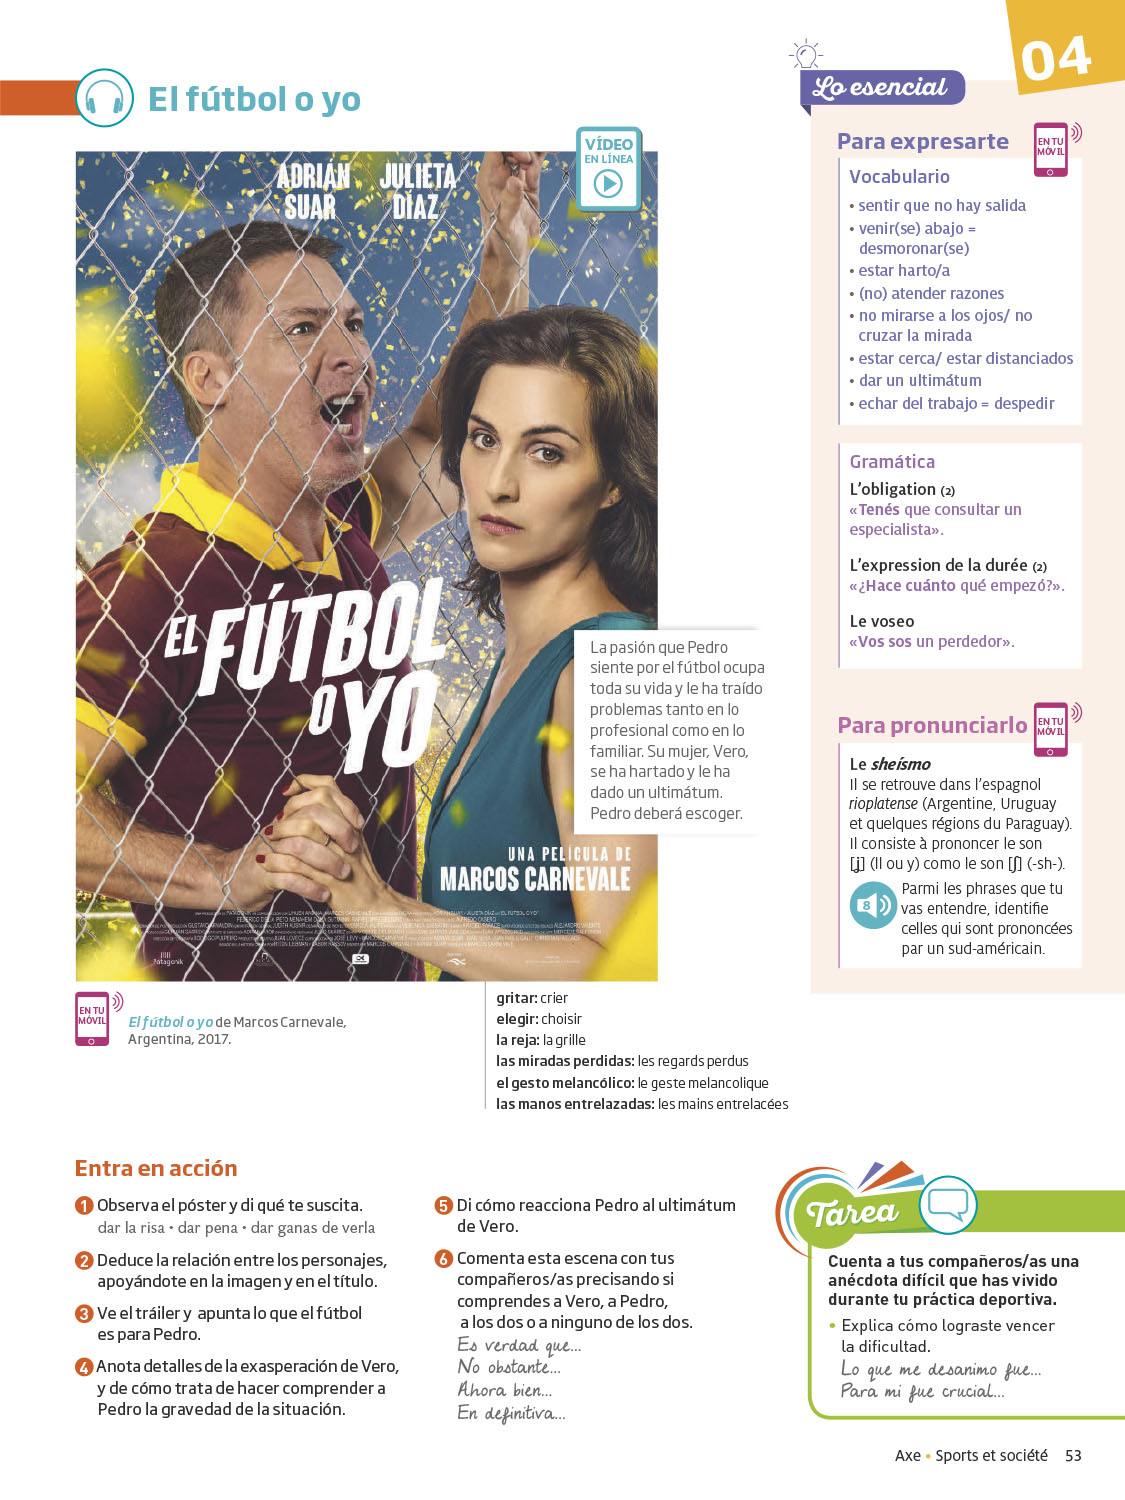 04
El fútbol o yo
VÍDEO
EN LÍNEA
ADRIÁN
SUAR
JULIETA
DÍAZ
EL FÚTBOL
O YO
La pasión que Pedro
siente por el fútbol ocupa
toda su vida y le ha traído
problemas tanto en lo
profesional como en lo
familiar. Su mujer, Vero,
se ha hartado y le ha
dado un ultimátum.
Pedro deberá escoger.
UNA PELÍCULA DE
MARCOS CARNEVALE
Patagonik
EN TU
MÓVIL
El fútbol o yo de Marcos Carnevale,
Argentina, 2017.
gritar: crier
elegir: choisir
la reja: la grille
las miradas perdidas: les regards perdus
el gesto melancólico: le geste melancolique
las manos entrelazadas: les mains entrelacées
Lo esencial
Para expresarte
EN TU
MÓVIL
Vocabulario
• sentir que no hay salida
• venir(se) abajo =
desmoronar(se)
• estar harto/a
• (no) atender razones
• no mirarse a los ojos/ no
cruzar la mirada
• estar cerca/ estar distanciados
• dar un ultimátum
• echar del trabajo = despedir
Gramática
L'obligation (2)
«Tenés que consultar un
especialista».
L'expression de la durée (2)
«¿Hace cuánto qué empezó?».
Le voseo
«Vos sos un perdedor».
Para pronunciarlo
EN TU
MÓVIL
Le sheísmo
Il se retrouve dans l'espagnol
rioplatense (Argentine, Uruguay
et quelques régions du Paraguay).
Il consiste à prononcer le son
[ʝ] (ll ou y) como le son [ʃ] (-sh-).
8
Parmi les phrases que tu
vas entendre, identifie
celles qui sont prononcées
par un sud-américain.
Entra en acción
1 Observa el póster y di qué te suscita.
dar la risa • dar pena • dar ganas de verla
2 Deduce la relación entre los personajes,
apoyándote en la imagen y en el título.
3 Ve el tráiler y apunta lo que el fútbol
es para Pedro.
4 Anota detalles de la exasperación de Vero,
y de cómo trata de hacer comprender a
Pedro la gravedad de la situación.
5 Di cómo reacciona Pedro al ultimátum
de Vero.
6 Comenta esta escena con tus
compañeros/as precisando si
comprendes a Vero, a Pedro,
a los dos o a ninguno de los dos.
Es verdad que...
No obstante...
Ahora bien...
En definitiva...
Tarea
Cuenta a tus compañeros/as una
anécdota difícil que has vivido
durante tu práctica deportiva.
• Explica cómo lograste vencer
la dificultad.
Lo que me desanimo fue...
Para mi fue crucial...
Axe • Sports et société 53